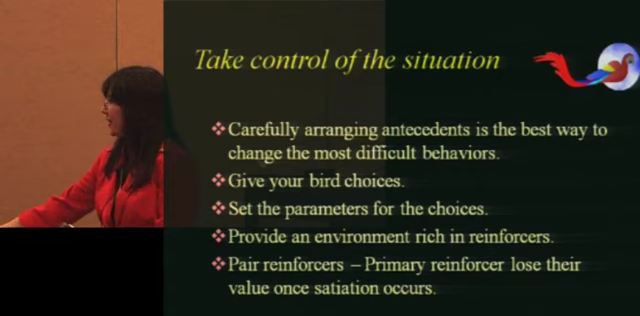 Take control of the situation
❖Carefully arranging antecedents is the best way to
change the most difficult behaviors.
❖Give your bird choices.
❖Set the parameters for the choices.
❖Provide an environment rich in reinforcers.
❖Pair reinforcers – Primary reinforcer lose their
value once satiation occurs.